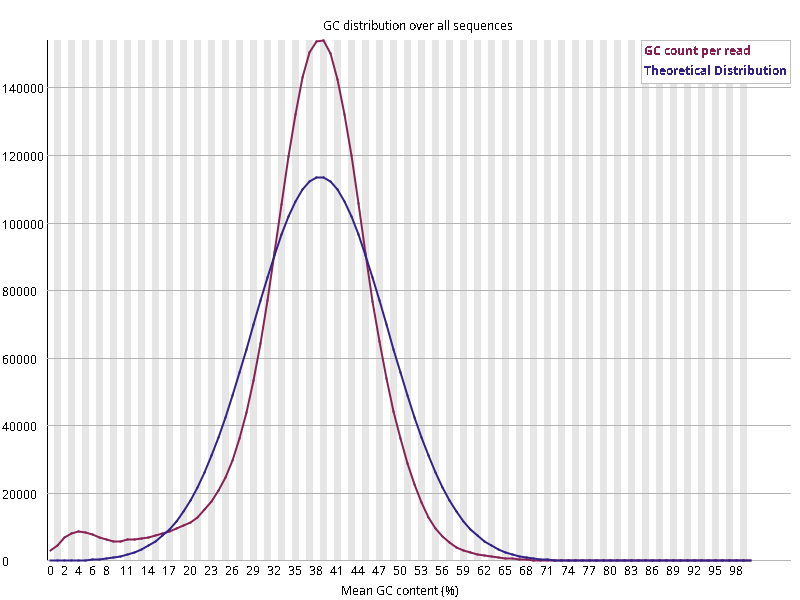 GC distribution over all sequences
GC count per read
Theoretical Distribution
140000
120000
100000
80000
60000
40000
20000
0
0 2 4 6 8 11 14 17 20 23 26 29 32 35 38 41 44 47 50 53 56 59 62 65 68 71 74 77 80 83 86 89 92 95 98
Mean GC content (%)